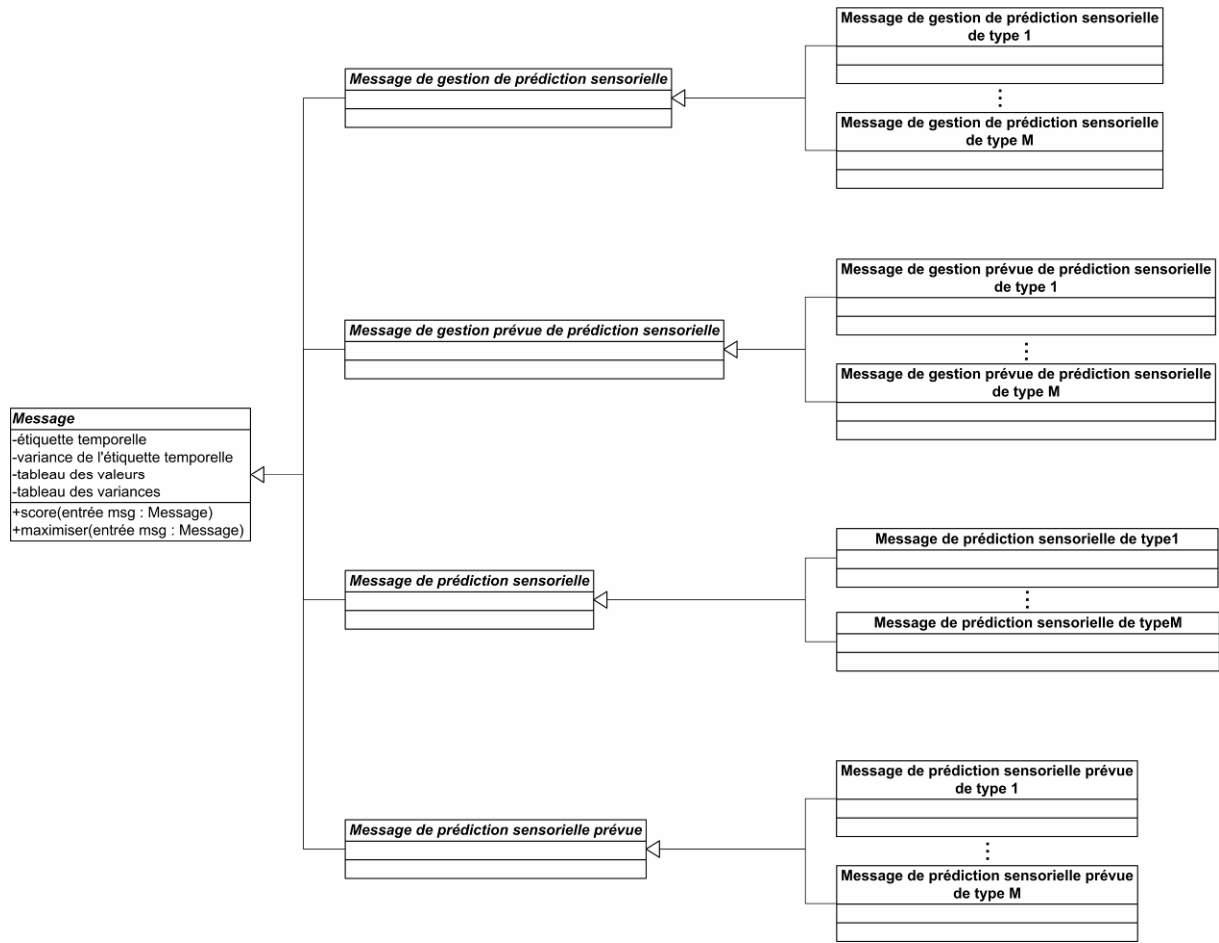 Message de gestion de prédiction sensorielle
de type 1
Message de gestion de prédiction sensorielle
Message de gestion de prédiction sensorielle
de type M
Message de gestion prévue de prédiction sensorielle
de type 1
Message de gestion prévue de prédiction sensorielle
Message de gestion prévue de prédiction sensorielle
de type M
Message
-étiquette temporelle
-variance de l'étiquette temporelle
-tableau des valeurs
-tableau des variances
+score(entrée msg : Message)
+maximiser(entrée msg : Message)
Message de prédiction sensorielle de type1
Message de prédiction sensorielle
Message de prédiction sensorielle de typeM
Message de prédiction sensorielle prévue
de type 1
Message de prédiction sensorielle prévue
Message de prédiction sensorielle prévue
de type M